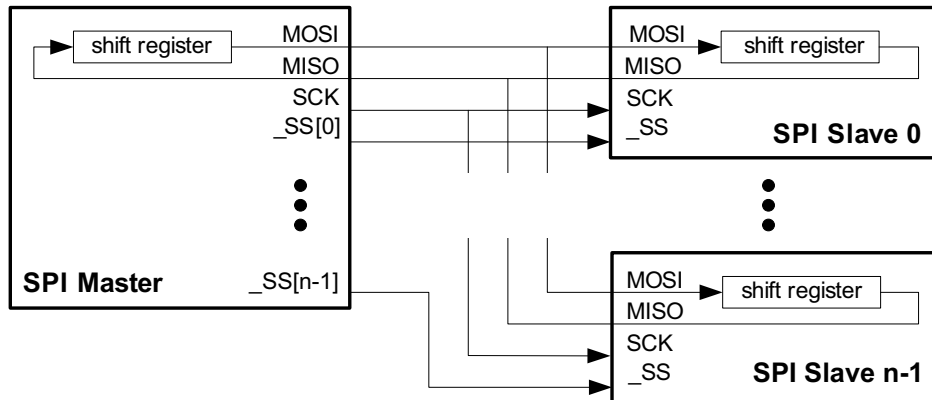 shift register
MOSI
MISO
SCK
_SS[0]
SPI Master
_SS[n-1]
MOSI
shift register
MISO
SCK
_SS
SPI Slave 0
MOSI
shift register
MISO
SCK
_SS
SPI Slave n-1